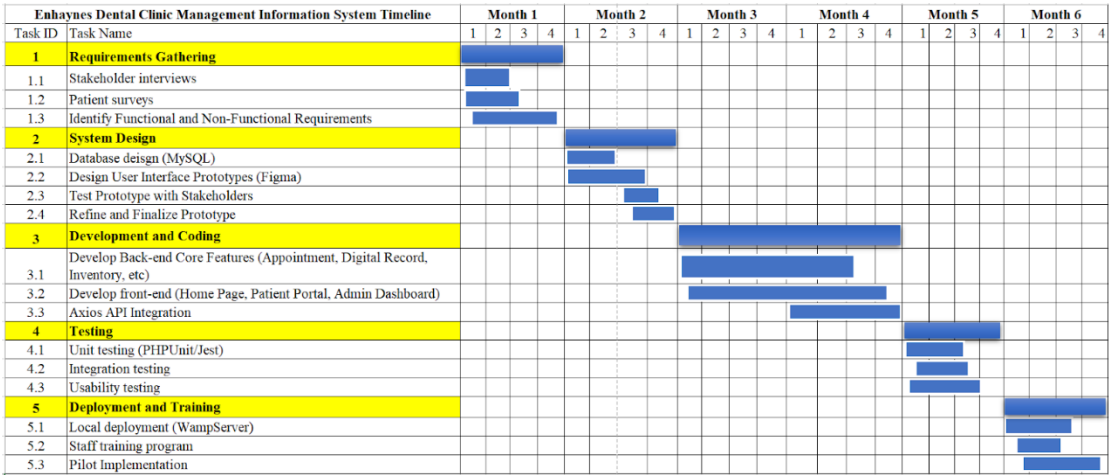 Enhaynes Dental Clinic Management Information System Timeline Month 1 Month 2 Month 3 Month 4 Month 5 Month 6
Task ID Task Name 1 2 3 4 1 2 3 4 1 2 3 4 1 2 3 4 1 2 3 4 1 2 3 4
1 Requirements Gathering
1.1 Stakeholder interviews
1.2 Patient surveys
1.3 Identify Functional and Non-Functional Requirements
2 System Design
2.1 Database deisgn (MySQL)
2.2 Design User Interface Prototypes (Figma)
2.3 Test Prototype with Stakeholders
2.4 Refine and Finalize Prototype
3 Development and Coding
Develop Back-end Core Features (Appointment, Digital Record,
3.1 Inventory, etc)
3.2 Develop front-end (Home Page, Patient Portal, Admin Dashboard)
3.3 Axios API Integration
4 Testing
4.1 Unit testing (PHPUnit/Jest)
4.2 Integration testing
4.3 Usability testing
5 Deployment and Training
5.1 Local deployment (WampServer)
5.2 Staff training program
5.3 Pilot Implementation